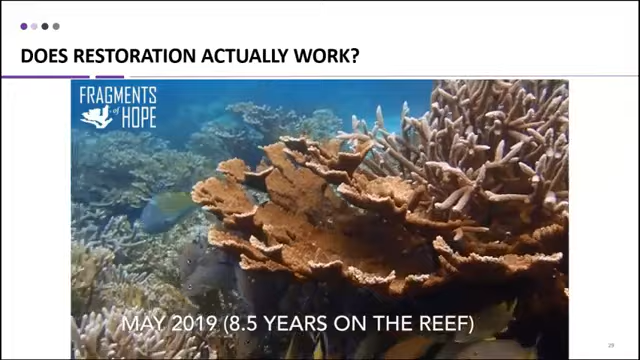 DOES RESTORATION ACTUALLY WORK?
FRAGMENTS
of HOPE
MAY 2019 (8.5 YEARS ON THE REEF)
29